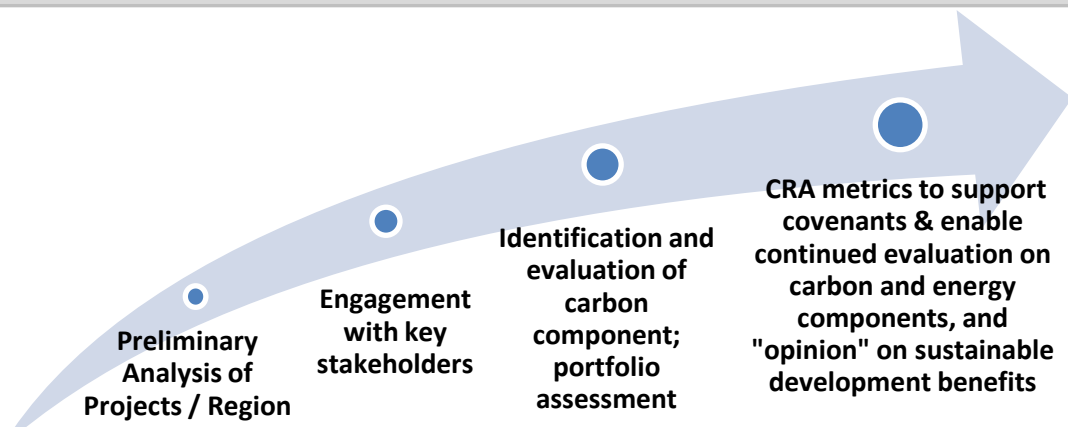 Preliminary
Analysis of
Projects / Region
Engagement
with key
stakeholders
Identification and
evaluation of
carbon
component;
portfolio
assessment
CRA metrics to support
covenants & enable
continued evaluation on
carbon and energy
components, and
"opinion" on sustainable
development benefits